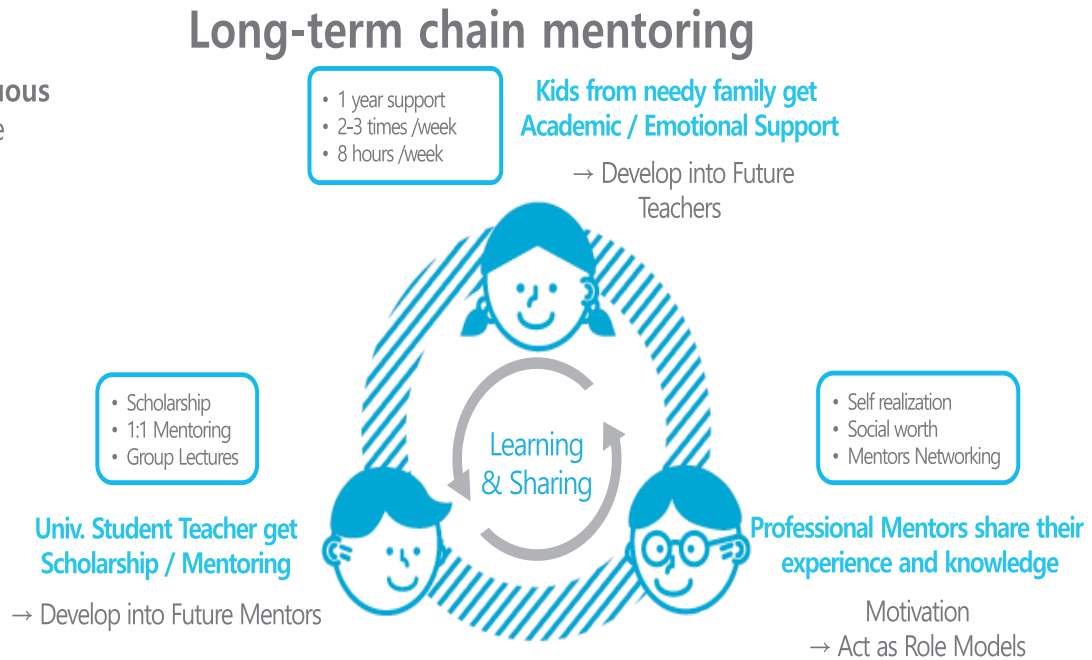 Long-term chain mentoring
• 1 year support
• 2-3 times /week
• 8 hours /week
Kids from needy family get
Academic / Emotional Support
→ Develop into Future
Teachers
Learning
& Sharing
• Scholarship
• 1:1 Mentoring
• Group Lectures
Univ. Student Teacher get
Scholarship / Mentoring
→ Develop into Future Mentors
• Self realization
• Social worth
• Mentors Networking
Professional Mentors share their
experience and knowledge
Motivation
→ Act as Role Models